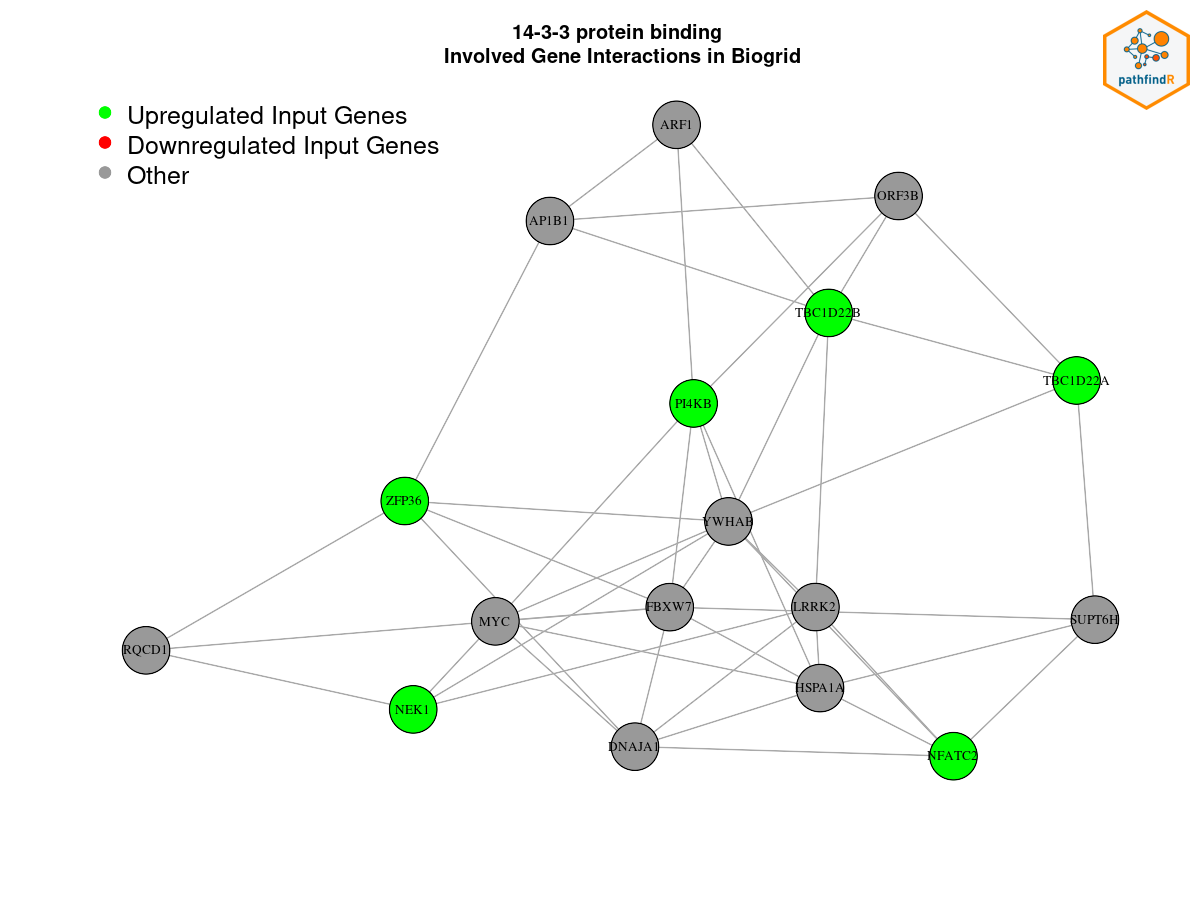 14-3-3 protein binding
Involved Gene Interactions in Biogrid
pathfindR
Upregulated Input Genes
Downregulated Input Genes
Other
ARF1
ORF3B
AP1B1
TBC1D22B
TBC1D22A
PI4KB
ZFP36
YWHAB
FBXW7
LRRK2
MYC
SUPT6H
RQCD1
HSPA1A
NEK1
DNAJA1
NFATC2